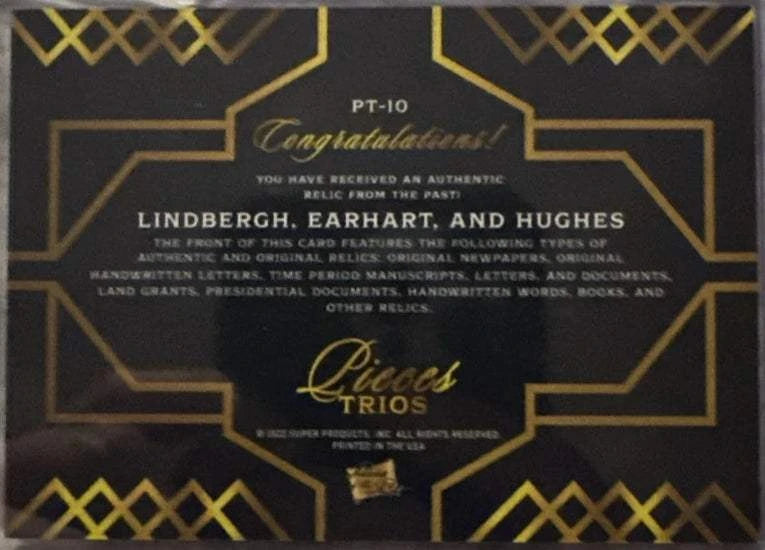 PT-10
Congratulations!
YOU HAVE RECEIVED AN AUTHENTIC
RELIC FROM THE PAST!
LINDBERGH, EARHART, AND HUGHES
THE FRONT OF THIS CARD FEATURES THE FOLLOWING TYPES OF
AUTHENTIC AND ORIGINAL RELICS: ORIGINAL NEWPAPERS, ORIGINAL
HANDWRITTEN LETTERS, TIME PERIOD MANUSCRIPTS, LETTERS, AND DOCUMENTS,
LAND GRANTS, PRESIDENTIAL DOCUMENTS, HANDWRITTEN WORDS, BOOKS, AND
OTHER RELICS.
Pieces
TRIOS
© 2022 SUPER PRODUCTS, INC. ALL RIGHTS RESERVED.
PRINTED IN THE USA